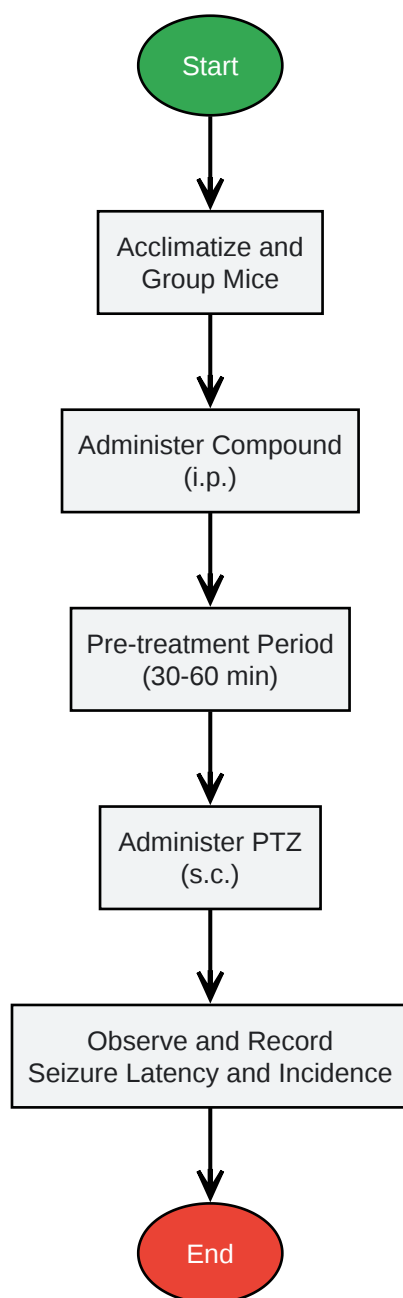 Start
Acclimatize and
Group Mice
Administer Compound
(i.p.)
Pre-treatment Period
(30-60 min)
Administer PTZ
(s.c.)
Observe and Record
Seizure Latency and Incidence
End